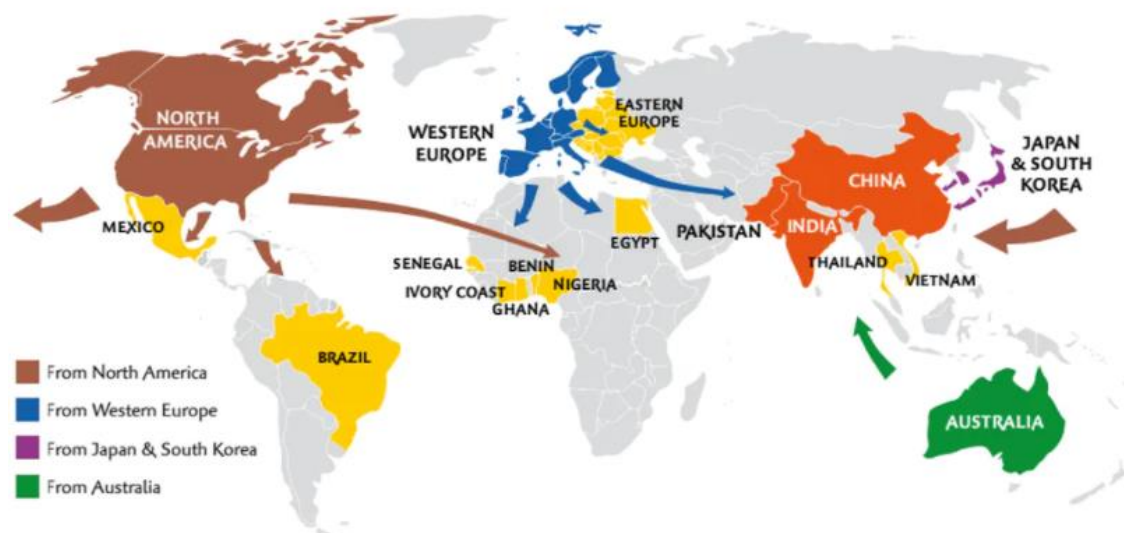 NORTH
AMERICA
WESTERN
EUROPE
EASTERN
EUROPE
JAPAN
& SOUTH
KOREA
CHINA
MEXICO
PAKISTAN
INDIA
EGYPT
SENEGAL
BENIN
THAILAND
NIGERIA
VIETNAM
IVORY COAST
GHANA
BRAZIL
AUSTRALIA
From North America
From Western Europe
From Japan & South Korea
From Australia